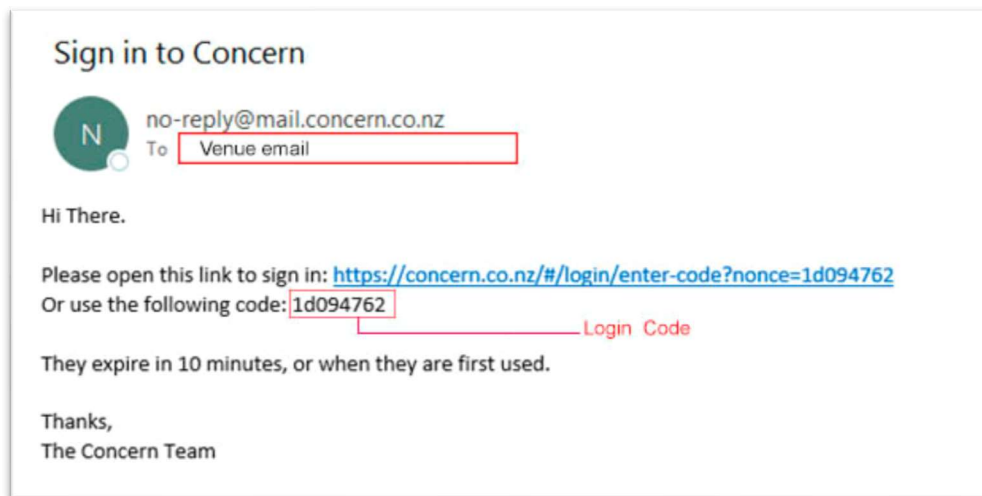 Sign in to Concern
N
no-reply@mail.concern.co.nz
To Venue email
Hi There.
Please open this link to sign in: https://concern.co.nz/#/login/enter-code?nonce=1d094762
Or use the following code: 1d094762
Login Code
They expire in 10 minutes, or when they are first used.
Thanks,
The Concern Team